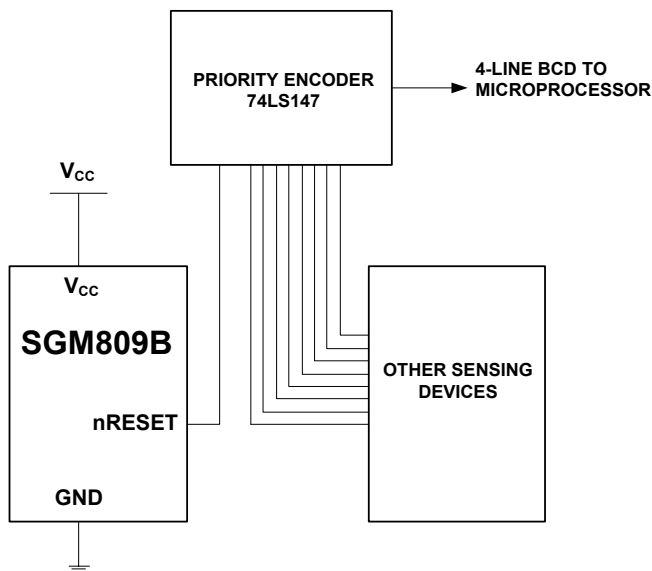 PRIORITY ENCODER
74LS147
4-LINE BCD TO
MICROPROCESSOR
VCC
VCC
SGM809B
nRESET
GND
OTHER SENSING
DEVICES